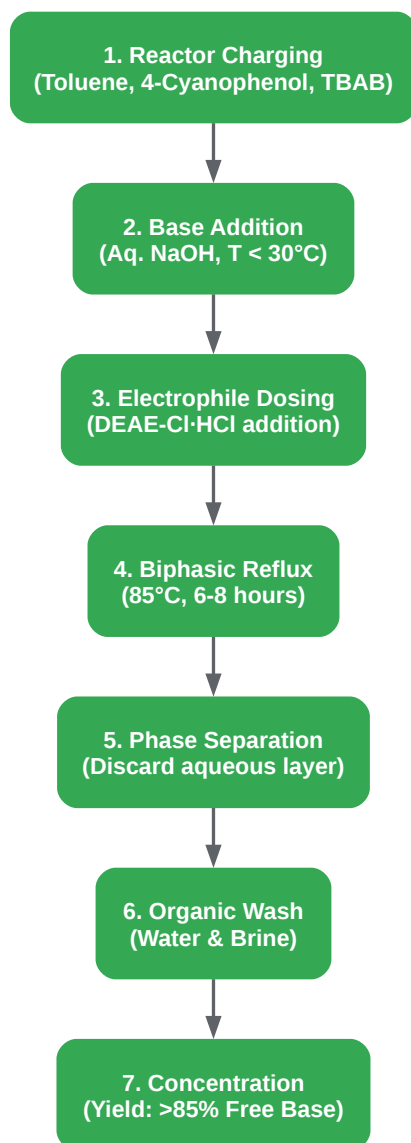 1. Reactor Charging
(Toluene, 4-Cyanophenol, TBAB)
2. Base Addition
(Aq. NaOH, T < 30°C)
3. Electrophile Dosing
(DEAE-Cl·HCl addition)
4. Biphasic Reflux
(85°C, 6-8 hours)
5. Phase Separation
(Discard aqueous layer)
6. Organic Wash
(Water & Brine)
7. Concentration
(Yield: >85% Free Base)